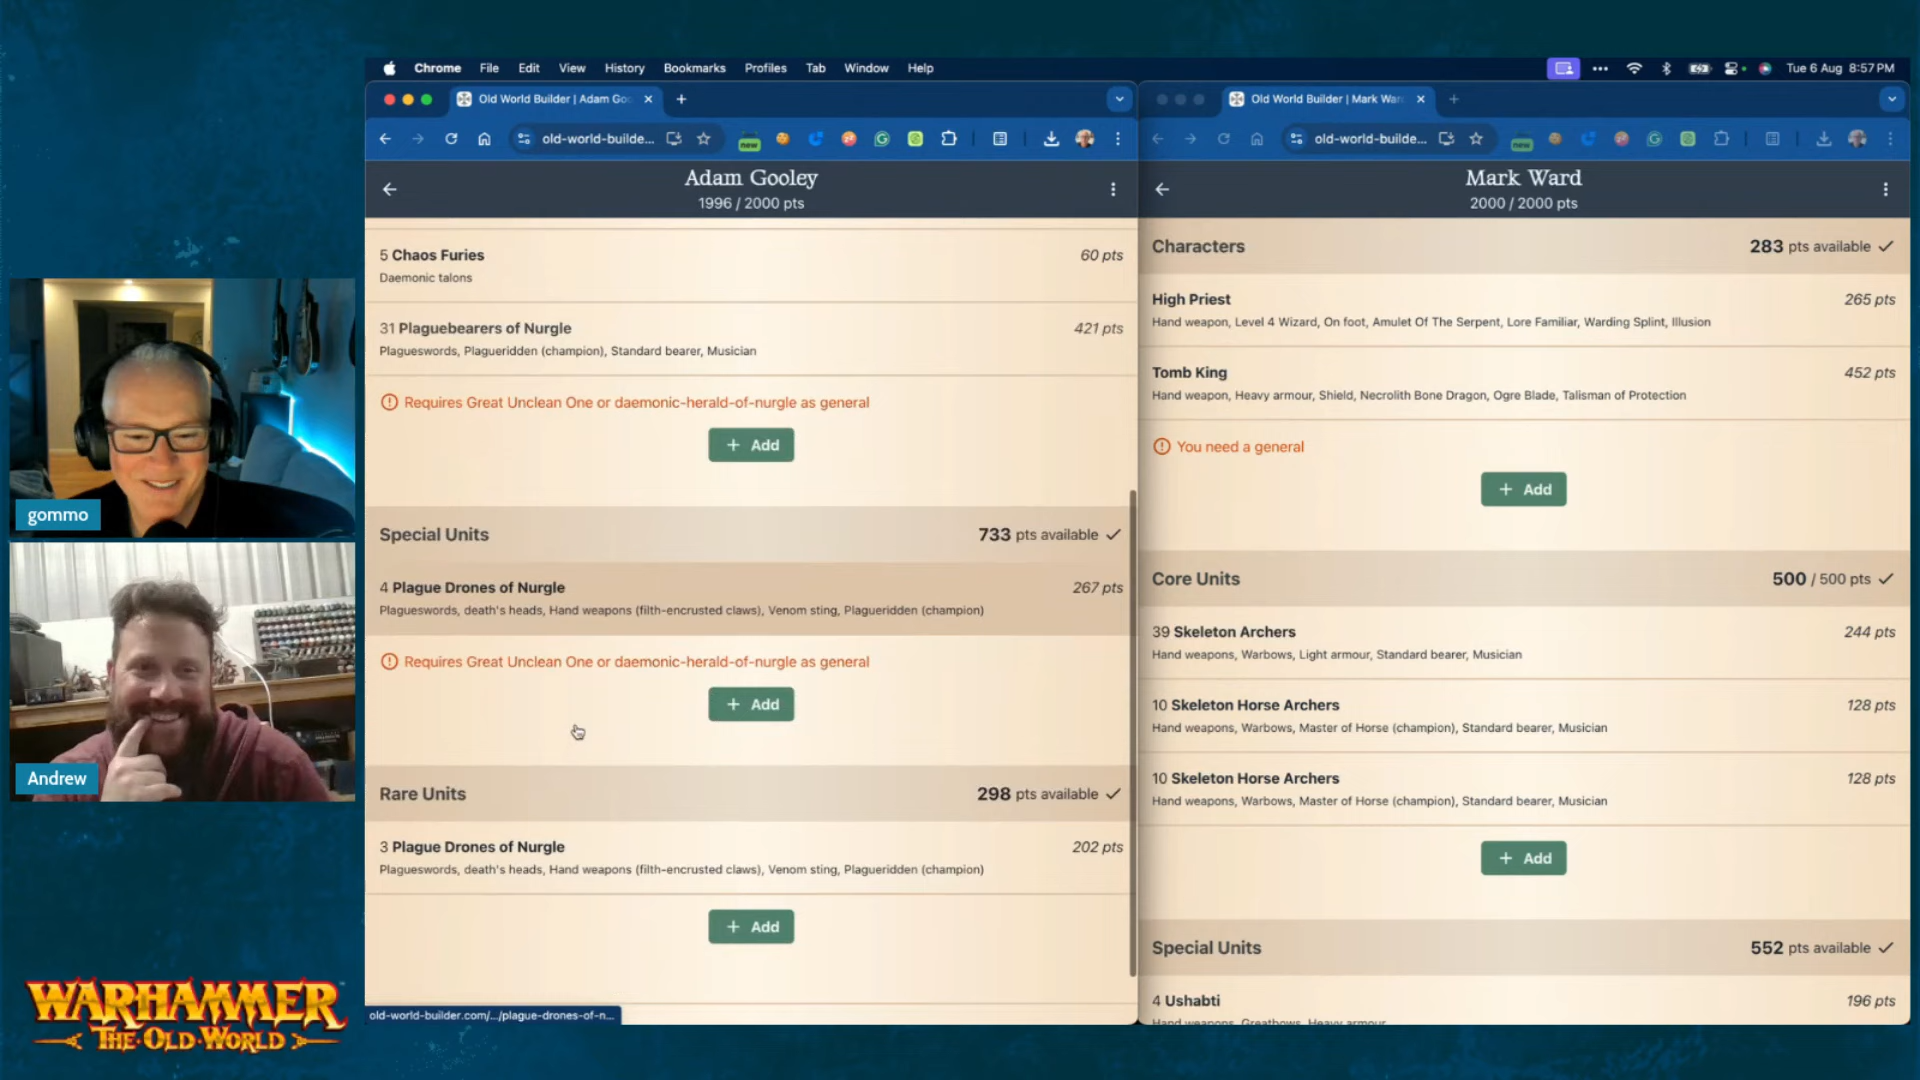 Chrome File Edit View History Bookmarks Profiles Tab Window Help
Tue 6 Aug 8:57 PM
Old World Builder | Adam Goo
old-world-builde...
new
Adam Gooley
1996 / 2000 pts
5 Chaos Furies 60 pts
Daemonic talons
31 Plaguebearers of Nurgle 421 pts
Plagueswords, Plagueridden (champion), Standard bearer, Musician
Requires Great Unclean One or daemonic-herald-of-nurgle as general
+ Add
Special Units 733 pts available
4 Plague Drones of Nurgle 267 pts
Plagueswords, death's heads, Hand weapons (filth-encrusted claws), Venom sting, Plagueridden (champion)
Requires Great Unclean One or daemonic-herald-of-nurgle as general
+ Add
Rare Units 298 pts available
3 Plague Drones of Nurgle 202 pts
Plagueswords, death's heads, Hand weapons (filth-encrusted claws), Venom sting, Plagueridden (champion)
+ Add
old-world-builder.com/.../plague-drones-of-n...
Old World Builder | Mark War
old-world-builde...
new
Mark Ward
2000 / 2000 pts
Characters 283 pts available
High Priest 265 pts
Hand weapon, Level 4 Wizard, On foot, Amulet Of The Serpent, Lore Familiar, Warding Splint, Illusion
Tomb King 452 pts
Hand weapon, Heavy armour, Shield, Necrolith Bone Dragon, Ogre Blade, Talisman of Protection
You need a general
+ Add
Core Units 500 / 500 pts
39 Skeleton Archers 244 pts
Hand weapons, Warbows, Light armour, Standard bearer, Musician
10 Skeleton Horse Archers 128 pts
Hand weapons, Warbows, Master of Horse (champion), Standard bearer, Musician
10 Skeleton Horse Archers 128 pts
Hand weapons, Warbows, Master of Horse (champion), Standard bearer, Musician
+ Add
Special Units 552 pts available
4 Ushabti 196 pts
Hand weapons, Greatbows, Heavy armour
gommo
Andrew
WARHAMMER
THE OLD WORLD